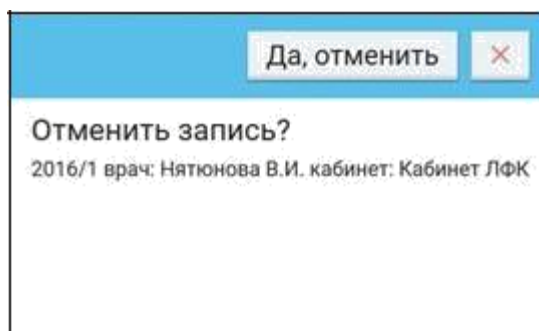 Да, отменить
Отменить запись?
2016/1 врач: Нятюнова В.И. кабинет: Кабинет ЛФК